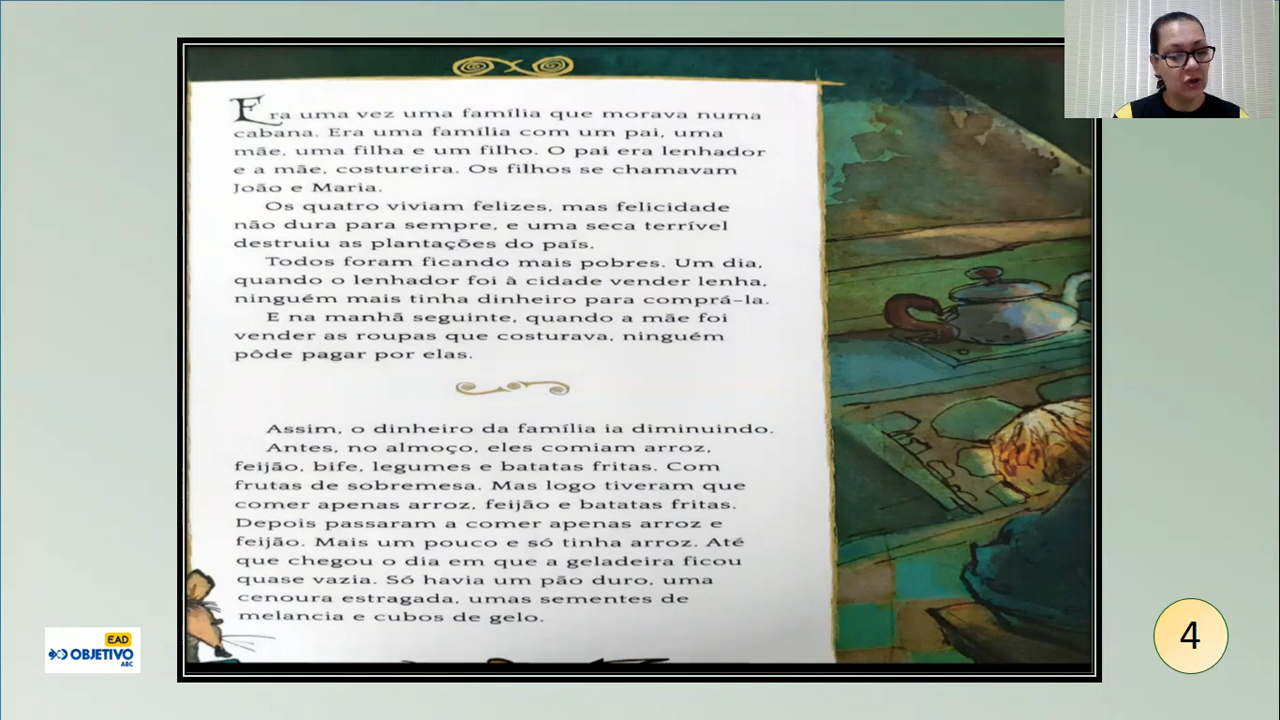 Era uma vez uma família que morava numa
cabana. Era uma família com um pai, uma
mãe, uma filha e um filho. O pai era lenhador
e a mãe, costureira. Os filhos se chamavam
João e Maria.
Os quatro viviam felizes, mas felicidade
não dura para sempre, e uma seca terrível
destruiu as plantações do país.
Todos foram ficando mais pobres. Um dia,
quando o lenhador foi à cidade vender lenha,
ninguém mais tinha dinheiro para comprá-la.
E na manhã seguinte, quando a mãe foi
vender as roupas que costurava, ninguém
pôde pagar por elas.
Assim, o dinheiro da família ia diminuindo.
Antes, no almoço, eles comiam arroz,
feijão, bife, legumes e batatas fritas. Com
frutas de sobremesa. Mas logo tiveram que
comer apenas arroz, feijão e batatas fritas.
Depois passaram a comer apenas arroz e
feijão. Mais um pouco e só tinha arroz. Até
que chegou o dia em que a geladeira ficou
quase vazia. Só havia um pão duro, uma
cenoura estragada, umas sementes de
melancia e cubos de gelo.
EAD
OBJETIVO
ABC
4